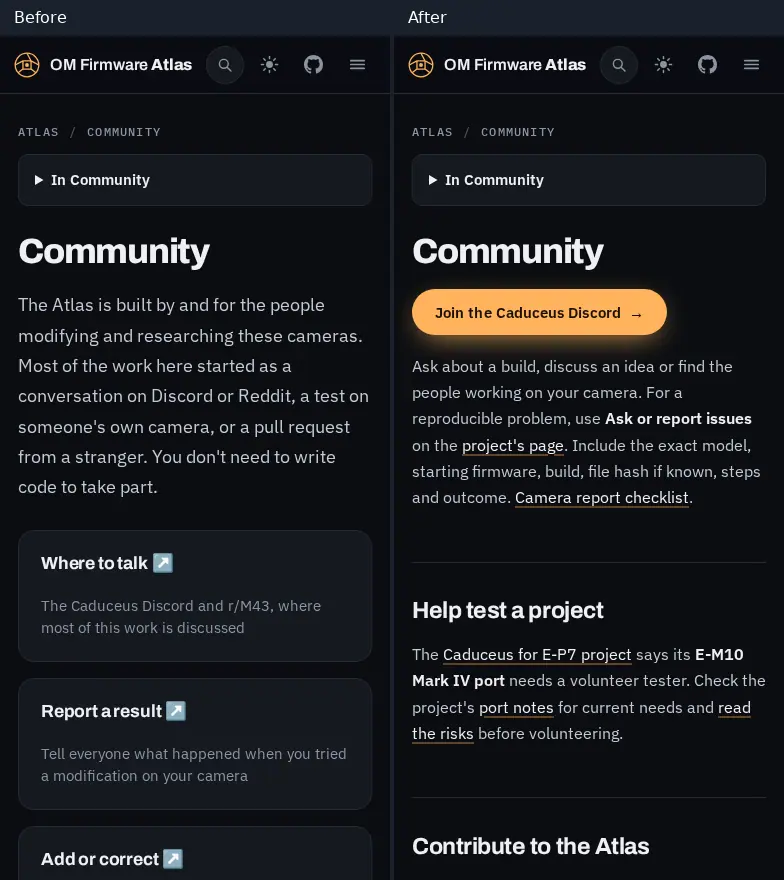 Before
OM Firmware Atlas
ATLAS / COMMUNITY
▶ In Community
Community
The Atlas is built by and for the people
modifying and researching these cameras.
Most of the work here started as a
conversation on Discord or Reddit, a test on
someone's own camera, or a pull request
from a stranger. You don't need to write
code to take part.
Where to talk ↗
The Caduceus Discord and r/M43, where
most of this work is discussed
Report a result ↗
Tell everyone what happened when you tried
a modification on your camera
Add or correct ↗
After
OM Firmware Atlas
ATLAS / COMMUNITY
▶ In Community
Community
Join the Caduceus Discord →
Ask about a build, discuss an idea or find the
people working on your camera. For a
reproducible problem, use Ask or report issues
on the project's page. Include the exact model,
starting firmware, build, file hash if known, steps
and outcome. Camera report checklist.
Help test a project
The Caduceus for E-P7 project says its E-M10
Mark IV port needs a volunteer tester. Check the
project's port notes for current needs and read
the risks before volunteering.
Contribute to the Atlas